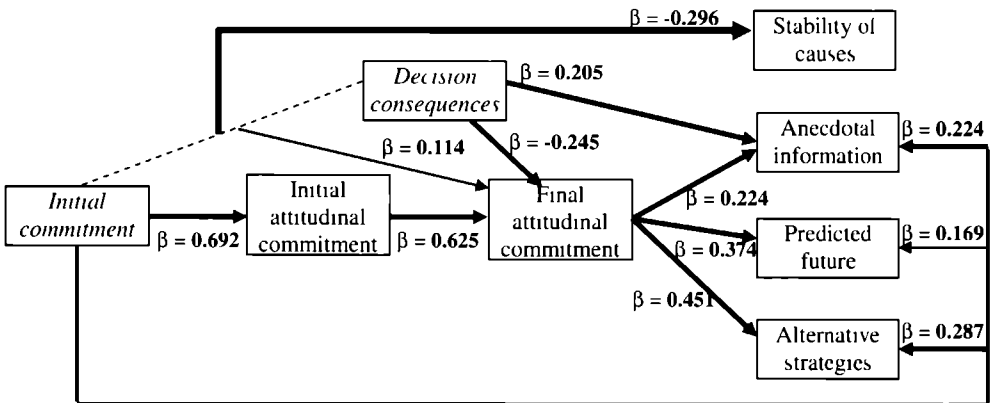 β = -0.296
Stability of
causes
Decision
consequences
β = 0.205
Anecdotal
information
β = 0.224
β = 0.114
β = -0.245
Initial
commitment
β = 0.692
Initial
attitudinal
commitment
β = 0.625
Final
attitudinal
commitment
β = 0.224
β = 0.374
β = 0.451
Predicted
future
β = 0.169
Alternative
strategies
β = 0.287